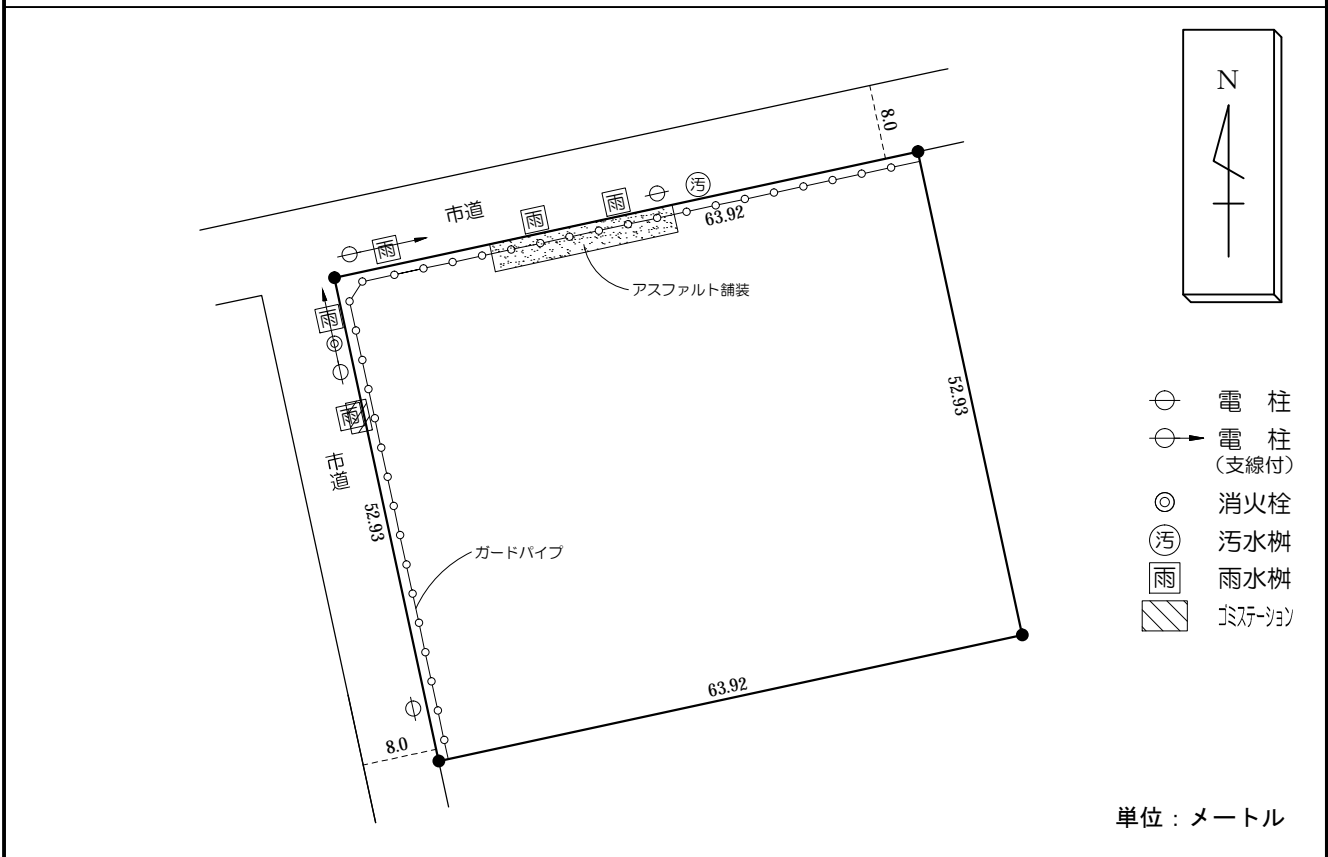 N
8.0
市道
雨
雨
雨
汚
63.92
アスファルト舗装
雨
雨
市道
52.93
52.93
ガードパイプ
63.92
8.0
電 柱
電 柱
(支線付)
消火栓
汚 汚水桝
雨 雨水桝
ゴミステーション
単位：メートル